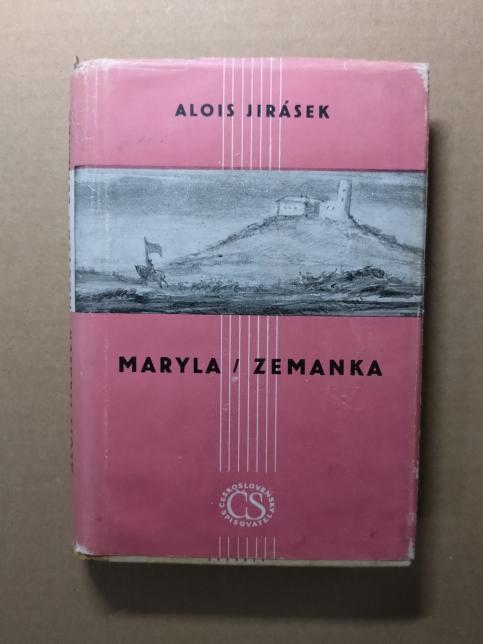 ALOIS JIRÁSEK
MARYLA / ZEMANKA
ČESKOSLOVENSKÝ
ČS
SPISOVATEL